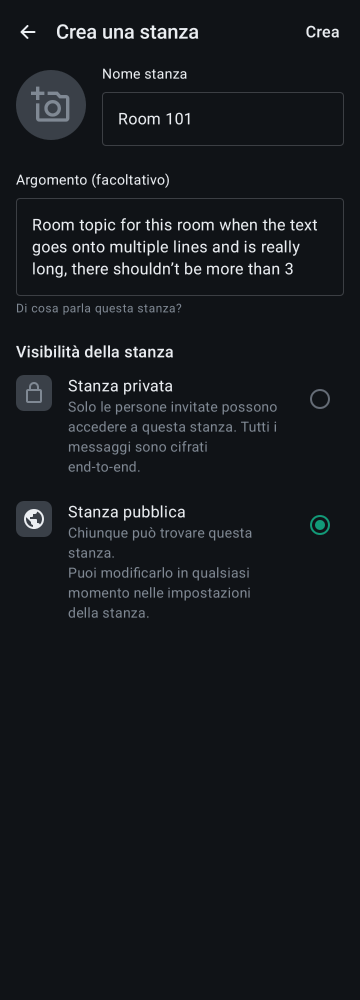 Crea una stanza
Crea
Nome stanza
Room 101
Argomento (facoltativo)
Room topic for this room when the text
goes onto multiple lines and is really
long, there shouldn’t be more than 3
Di cosa parla questa stanza?
Visibilità della stanza
Stanza privata
Solo le persone invitate possono
accedere a questa stanza. Tutti i
messaggi sono cifrati
end-to-end.
Stanza pubblica
Chiunque può trovare questa
stanza.
Puoi modificarlo in qualsiasi
momento nelle impostazioni
della stanza.